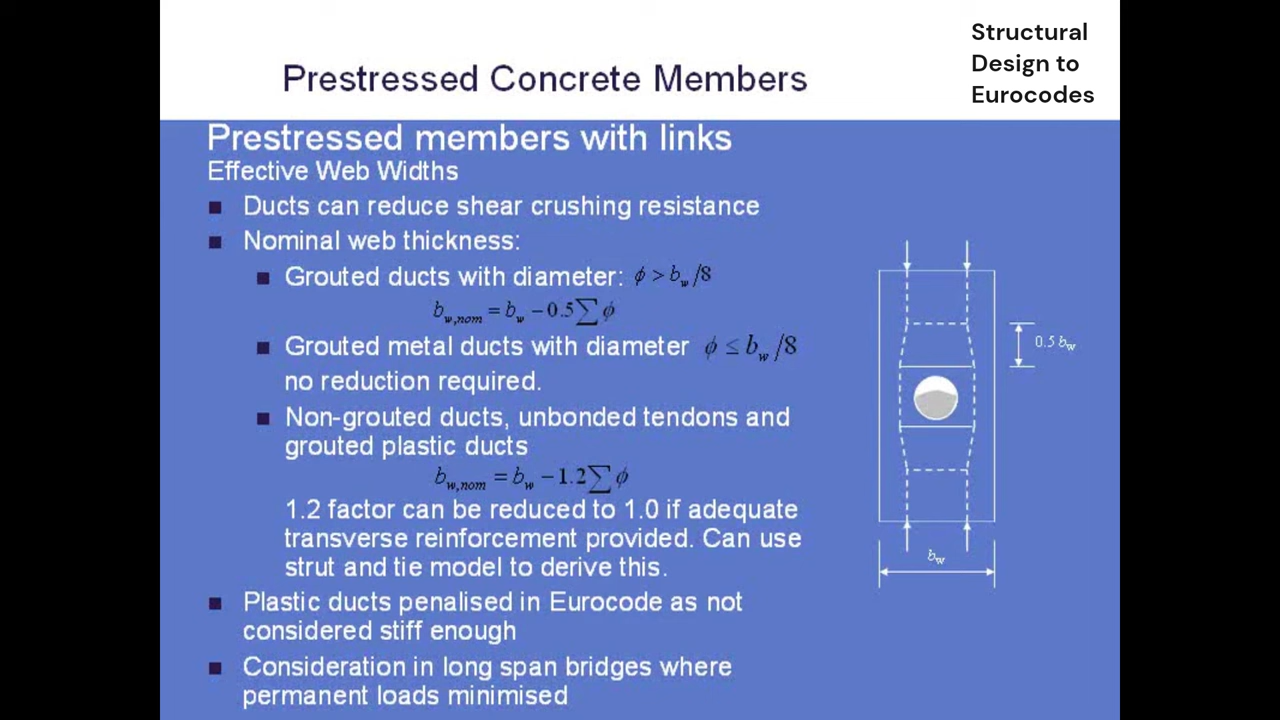 Structural
Design to
Eurocodes
Prestressed Concrete Members
Prestressed members with links
Effective Web Widths
Ducts can reduce shear crushing resistance
Nominal web thickness:
Grouted ducts with diameter: ϕ > b_w/8
b_{w,nom} = b_w − 0.5∑ϕ
Grouted metal ducts with diameter ϕ ≤ b_w/8
no reduction required.
Non-grouted ducts, unbonded tendons and
grouted plastic ducts
b_{w,nom} = b_w − 1.2∑ϕ
1.2 factor can be reduced to 1.0 if adequate
transverse reinforcement provided. Can use
strut and tie model to derive this.
Plastic ducts penalised in Eurocode as not
considered stiff enough
Consideration in long span bridges where
permanent loads minimised
0.5 b_w
b_w